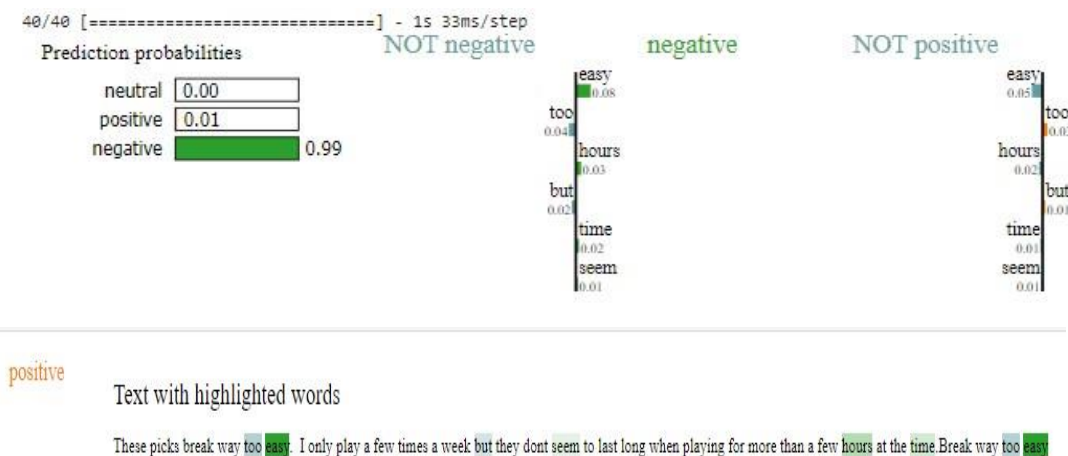 40/40 [==============================] - 1s 33ms/step
Prediction probabilities
neutral 0.00
positive 0.01
negative 0.99
NOT negative negative
easy
0.08
too
0.04
hours
0.03
but
0.02
time
0.02
seem
0.01
NOT positive
easy
0.05
too
hours
0.02
but
0.01
time
0.01
seem
0.01
positive
Text with highlighted words
These picks break way too easy. I only play a few times a week but they dont seem to last long when playing for more than a few hours at the time.Break way too easy